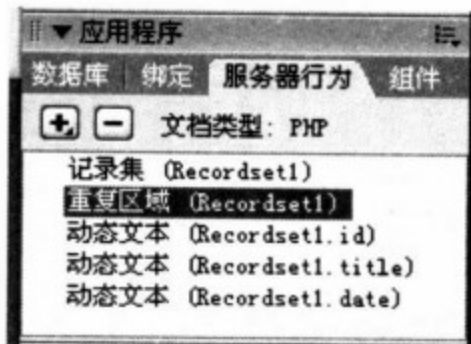 应用程序
数据库 绑定 服务器行为 组件
文档类型: PHP
记录集 (Recordset1)
重复区域 (Recordset1)
动态文本 (Recordset1.id)
动态文本 (Recordset1.title)
动态文本 (Recordset1.date)